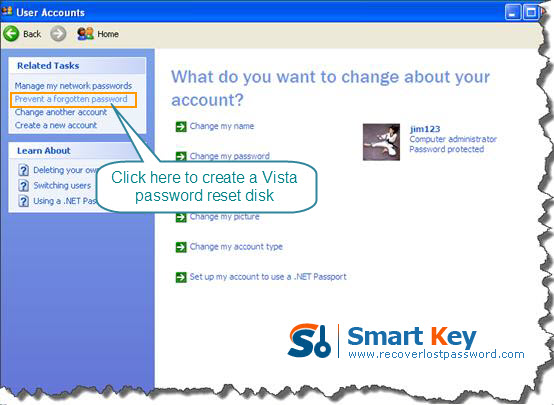 User Accounts
Back
Home
Related Tasks
Manage my network passwords
Prevent a forgotten password
Change another account
Create a new account
Learn About
Deleting your own
Switching users
Using a .NET Pass
What do you want to change about your
account?
Change my name
Change my password
Change my picture
Change my account type
Set up my account to use a .NET Passport
jim123
Computer administrator
Password protected
Click here to create a Vista
password reset disk
Smart Key
www.recoverlostpassword.com